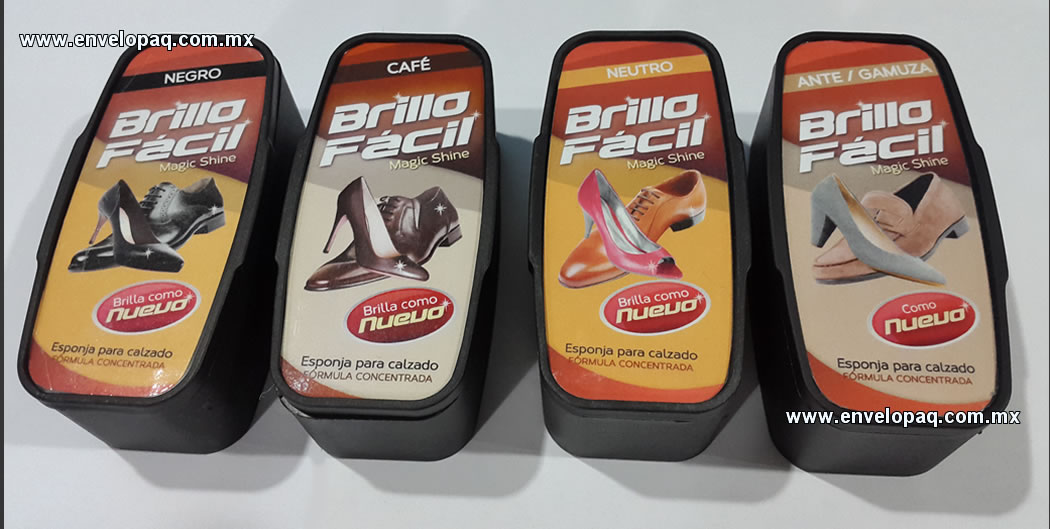 www.envelopaq.com.mx
NEGRO
Brillo
Fácil
Magic Shine
Brilla como
nuevo
Esponja para calzado
FÓRMULA CONCENTRADA
CAFÉ
Brillo
Fácil
Magic Shine
Brilla como
nuevo
Esponja para calzado
FÓRMULA CONCENTRADA
NEUTRO
Brillo
Fácil
Magic Shine
Brilla como
nuevo
Esponja para calzado
FÓRMULA CONCENTRADA
ANTE / GAMUZA
Brillo
Fácil
Magic Shine
Como
nuevo
Esponja para calzado
FÓRMULA CONCENTRADA
www.envelopaq.com.mx